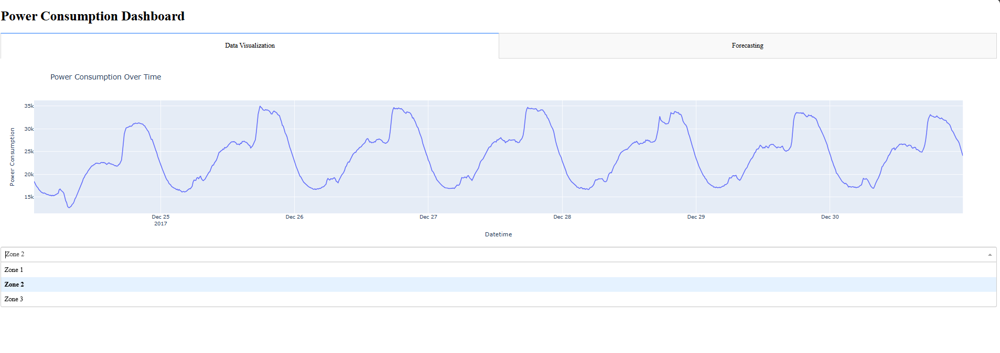 Power Consumption Dashboard
Data Visualization
Forecasting
Power Consumption Over Time
35k
30k
25k
20k
15k
Power Consumption
Dec 25
2017
Dec 26
Dec 27
Dec 28
Dec 29
Dec 30
Datetime
Zone 2
Zone 1
Zone 2
Zone 3